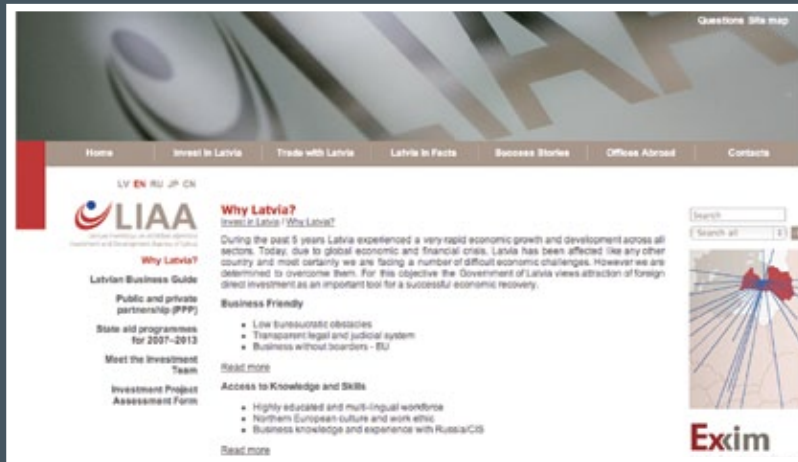 Questions Site map
LIAA
Home Invest in Latvia Trade with Latvia Latvia in Facts Success Stories Offices Abroad Contacts
LV EN RU JP CN
LIAA
Investment and Development Agency of Latvia
Why Latvia?
Latvian Business Guide
Public and private
partnership (PPP)
State aid programmes
for 2007-2013
Meet the Investment
Team
Investment Project
Assessment Form
Why Latvia?
Invest in Latvia / Why Latvia?
During the past 5 years Latvia experienced a very rapid economic growth and development across all
sectors. Today, due to global economic and financial crisis, Latvia has been affected like any other
country and most certainly we are facing a number of difficult economic challenges. However we are
determined to overcome them. For this objective the Government of Latvia views attraction of foreign
direct investment as an important tool for a successful economic recovery.
Business Friendly
Low bureaucratic obstacles
Transparent legal and judicial system
Business without boarders - EU
Read more
Access to Knowledge and Skills
Highly educated and multi-lingual workforce
Northern European culture and work ethic
Business knowledge and experience with Russia/CIS
Read more
Search
Search all
Exkim